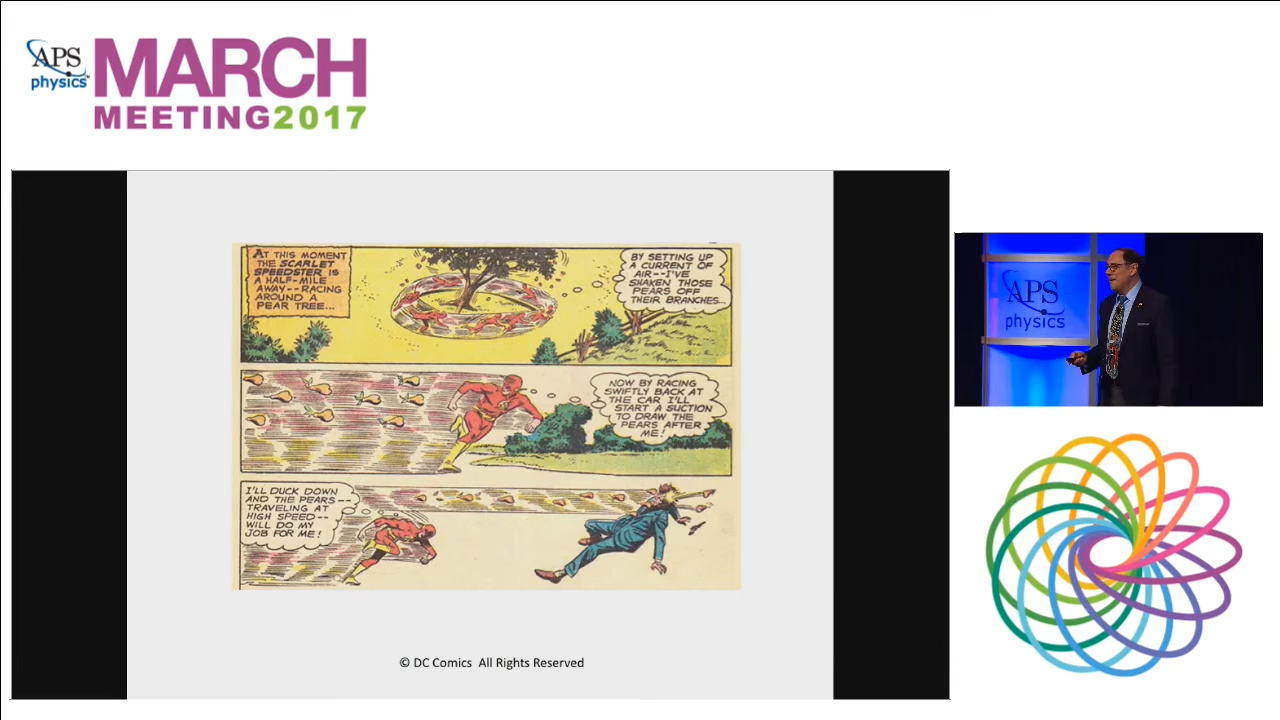 APS
physics
MARCH
MEETING2017
AT THIS MOMENT
THE SCARLET
SPEEDSTER IS
A HALF-MILE
AWAY--RACING
AROUND A
PEAR TREE...
BY SETTING UP
A CURRENT OF
AIR--I'VE
SHAKEN THOSE
PEARS OFF
THEIR BRANCHES...
NOW BY RACING
SWIFTLY BACK AT
THE CAR I'LL
START A SUCTION
TO DRAW THE
PEARS AFTER
ME!
I'LL DUCK DOWN
AND THE PEARS--
TRAVELING AT
HIGH SPEED--
WILL DO MY
JOB FOR ME!
© DC Comics All Rights Reserved
APS
physics